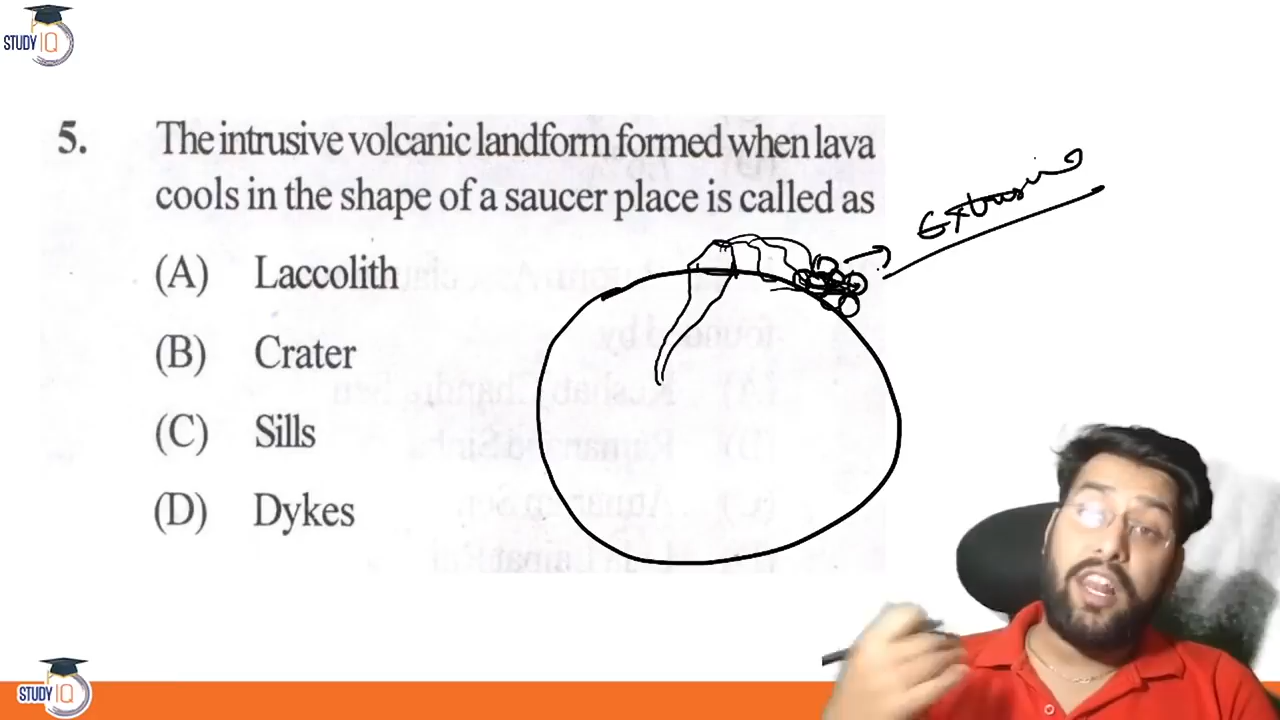 STUDY IQ
5. The intrusive volcanic landform formed when lava
cools in the shape of a saucer place is called as
(A) Laccolith
(B) Crater
(C) Sills
(D) Dykes
Extrusive
STUDY IQ